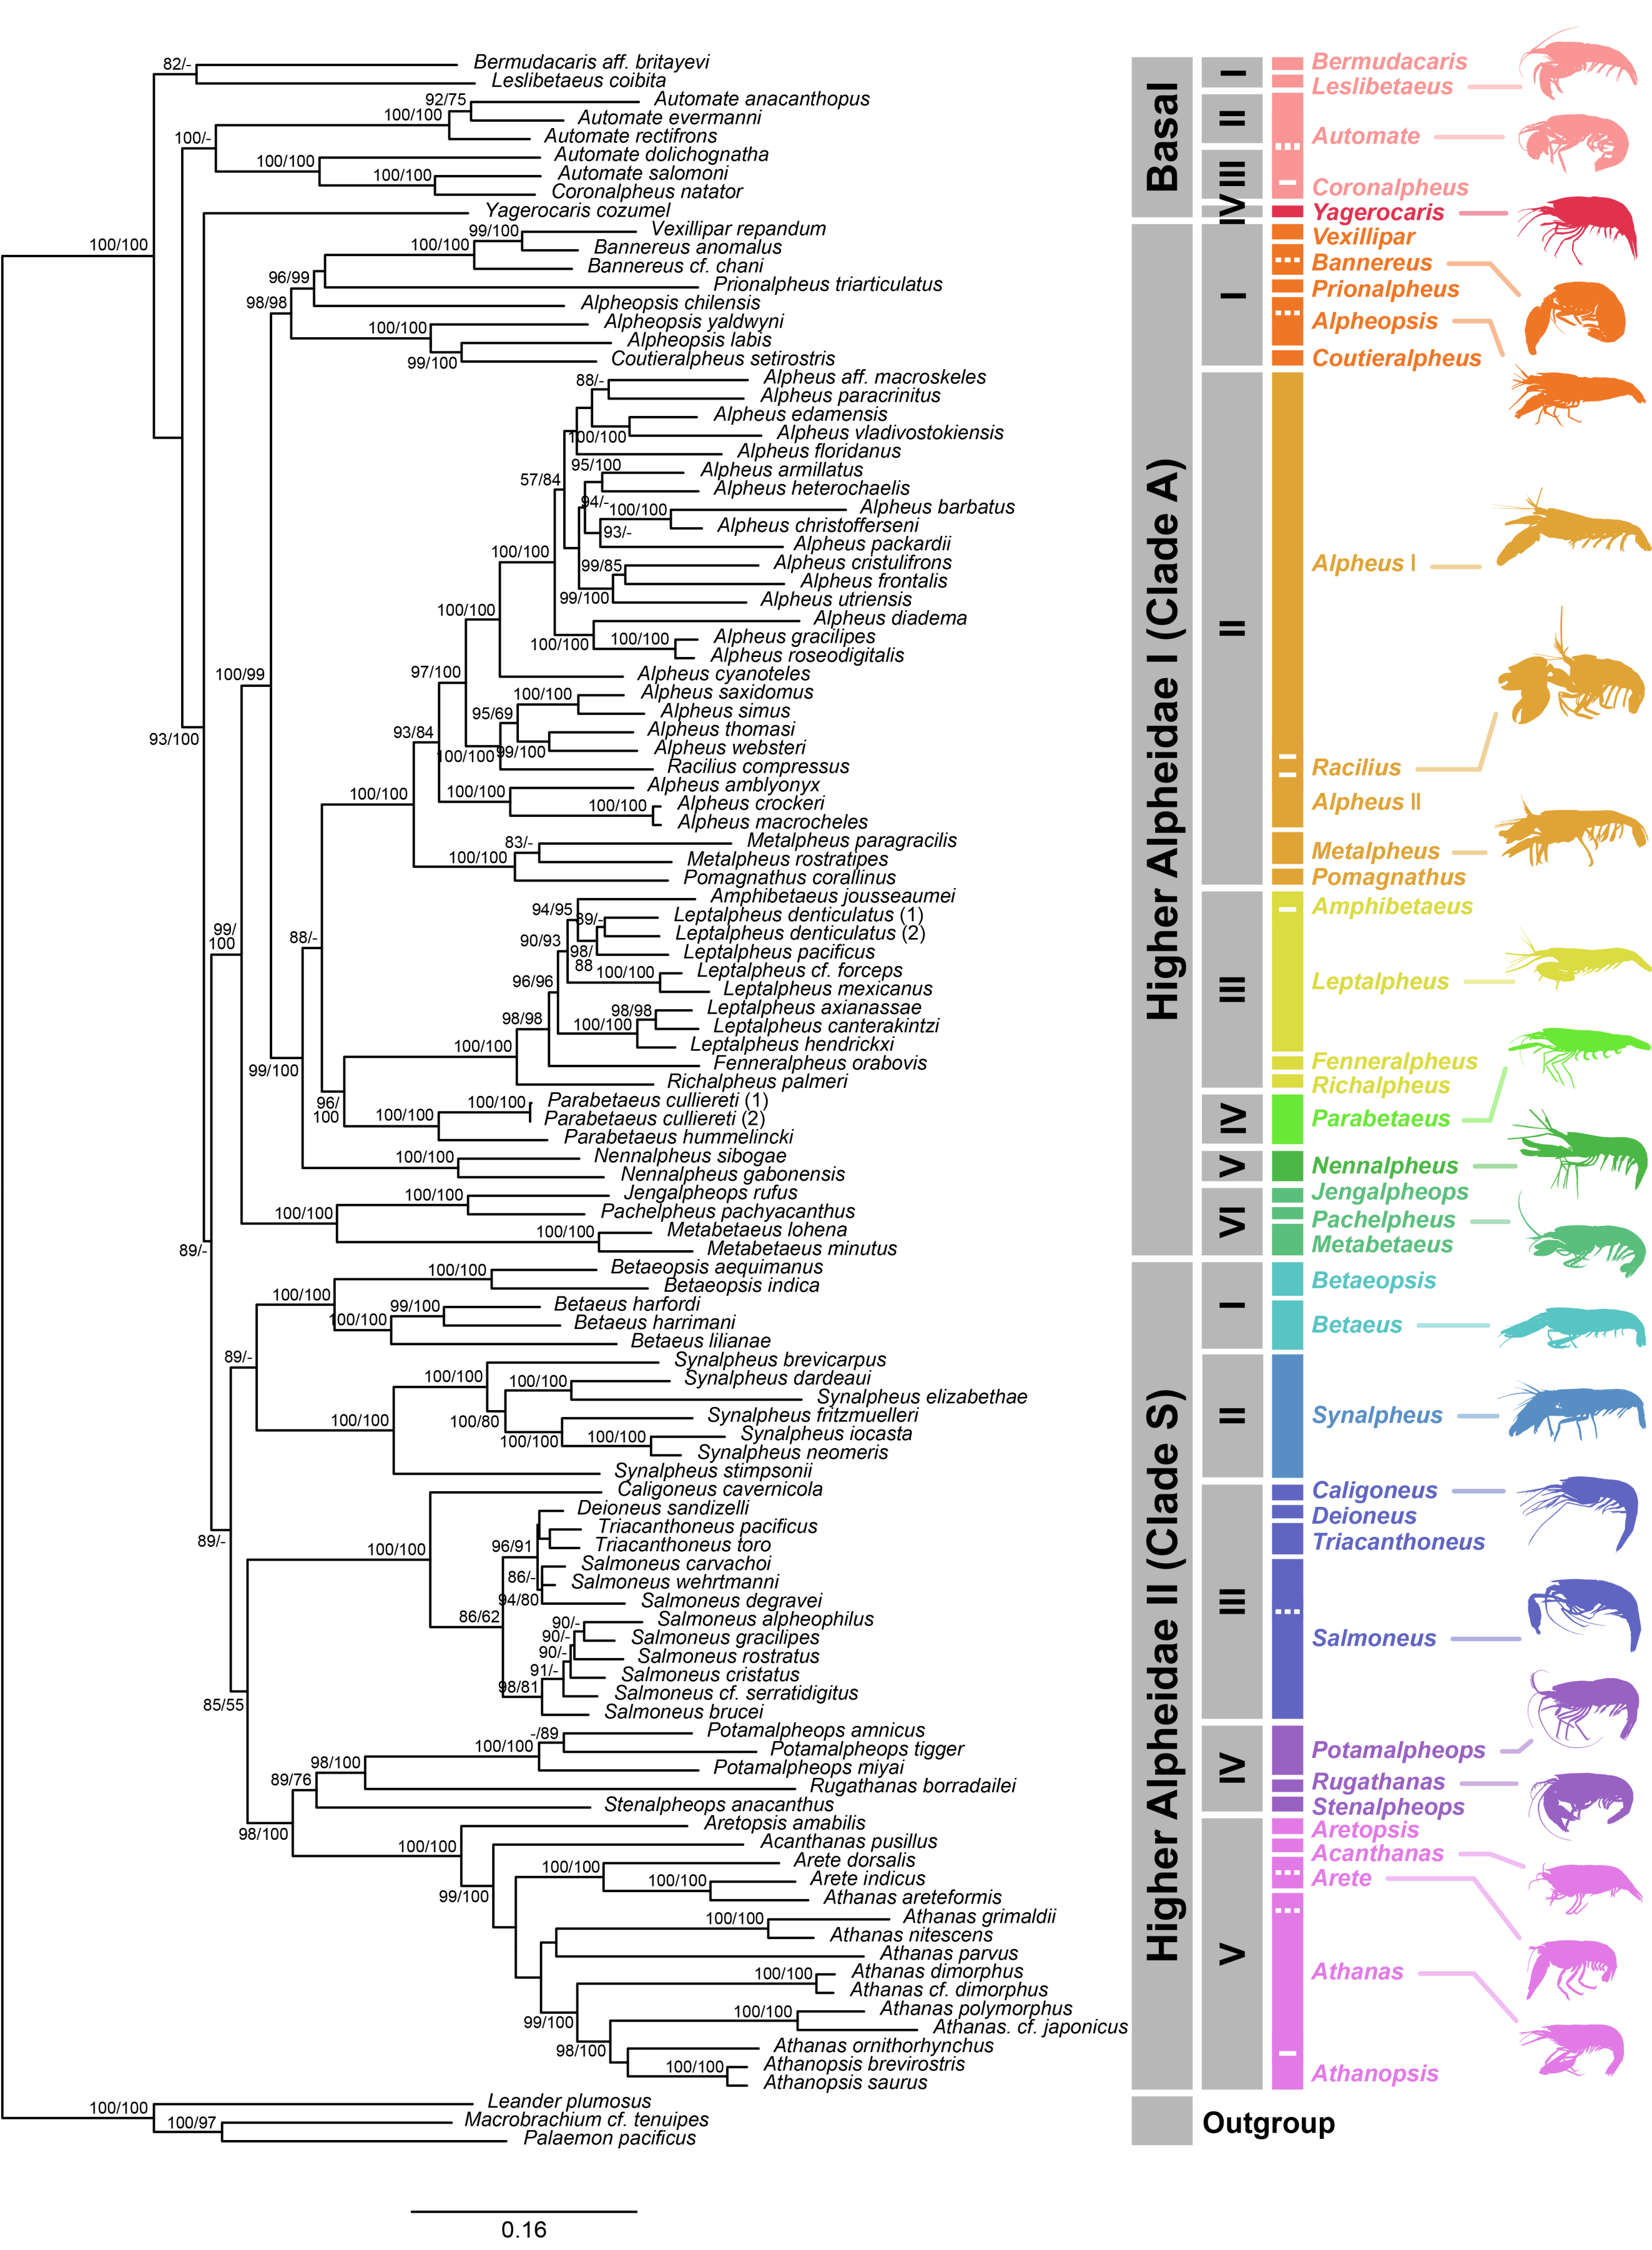 Bermudacaris aff. britayevi
Leslibetaeus coibita
Automate anacanthopus
Automate evermanni
Automate rectifrons
Automate dolichognatha
Automate salomoni
Coronalpheus natator
Yagerocaris cozumel
Vexillipar repandum
Bannereus anomalus
Bannereus cf. chani
Prionalpheus triarticulatus
Alpheopsis chilensis
Alpheopsis yaldwyni
Alpheopsis labis
Coutieralpheus setirostris
Alpheus aff. macroskeles
Alpheus paracrinitus
Alpheus edamensis
Alpheus vladivostokiensis
Alpheus floridanus
Alpheus armillatus
Alpheus heterochaelis
Alpheus barbatus
Alpheus christofferseni
Alpheus packardii
Alpheus cristulifrons
Alpheus frontalis
Alpheus utriensis
Alpheus diadema
Alpheus gracilipes
Alpheus roseodigitalis
Alpheus cyanoteles
Alpheus saxidomus
Alpheus simus
Alpheus thomasi
Alpheus websteri
Racilius compressus
Alpheus amblyonyx
Alpheus crockeri
Alpheus macrocheles
Metalpheus paragracilis
Metalpheus rostratipes
Pomagnathus corallinus
Amphibetaeus jousseaumei
Leptalpheus denticulatus (1)
Leptalpheus denticulatus (2)
Leptalpheus pacificus
Leptalpheus cf. forceps
Leptalpheus mexicanus
Leptalpheus axianassae
Leptalpheus canterakintzi
Leptalpheus hendrickxi
Fenneralpheus orabovis
Richalpheus palmeri
Parabetaeus culliereti (1)
Parabetaeus culliereti (2)
Parabetaeus hummelincki
Nennalpheus sibogae
Nennalpheus gabonensis
Jengalpheops rufus
Pachelpheus pachyacanthus
Metabetaeus lohena
Metabetaeus minutus
Betaeopsis aequimanus
Betaeopsis indica
Betaeus harfordi
Betaeus harrimani
Betaeus lilianae
Synalpheus brevicarpus
Synalpheus dardeaui
Synalpheus elizabethae
Synalpheus fritzmuelleri
Synalpheus iocasta
Synalpheus neomeris
Synalpheus stimpsonii
Caligoneus cavernicola
Deioneus sandizelli
Triacanthoneus pacificus
Triacanthoneus toro
Salmoneus carvachoi
Salmoneus wehrtmanni
Salmoneus degravei
Salmoneus alpheophilus
Salmoneus gracilipes
Salmoneus rostratus
Salmoneus cristatus
Salmoneus cf. serratidigitus
Salmoneus brucei
Potamalpheops amnicus
Potamalpheops tigger
Potamalpheops miyai
Rugathanas borradailei
Stenalpheops anacanthus
Aretopsis amabilis
Acanthanas pusillus
Arete dorsalis
Arete indicus
Athanas areteformis
Athanas grimaldii
Athanas nitescens
Athanas parvus
Athanas dimorphus
Athanas cf. dimorphus
Athanas polymorphus
Athanas. cf. japonicus
Athanas ornithorhynchus
Athanopsis brevirostris
Athanopsis saurus
Leander plumosus
Macrobrachium cf. tenuipes
Palaemon pacificus
82/-
92/75
100/100
100/-
100/100
100/100
100/100
99/100
100/100
96/99
98/98
100/100
99/100
88/-
100/100
95/100
57/84
94/-
100/100
93/-
100/100
99/85
99/100
100/100
100/100
100/100
100/99
97/100
100/100
95/69
93/84
100/100
99/100
93/100
100/100
100/100
100/100
83/-
100/100
94/95
89/-
99/
100
88/-
90/93
98/
88
100/100
96/96
98/98
98/98
100/100
100/100
99/100
96/
100
100/100
100/100
100/100
100/100
100/100
100/100
89/-
100/100
100/100
99/100
100/100
89/-
100/100
100/100
100/80
100/100
100/100
100/100
89/-
96/91
100/100
86/-
94/80
86/62
90/-
90/-
90/-
91/-
98/81
85/55
-/89
100/100
98/100
89/76
98/100
100/100
100/100
100/100
99/100
100/100
100/100
100/100
99/100
98/100
100/100
100/100
100/97
0.16
Basal
I
II
III
IV
Higher Alpheidae I (Clade A)
I
II
III
IV
V
VI
Higher Alpheidae II (Clade S)
I
II
III
IV
V
Outgroup
Bermudacaris
Leslibetaeus
Automate
Coronalpheus
Yagerocaris
Vexillipar
Bannereus
Prionalpheus
Alpheopsis
Coutieralpheus
Alpheus I
Racilius
Alpheus II
Metalpheus
Pomagnathus
Amphibetaeus
Leptalpheus
Fenneralpheus
Richalpheus
Parabetaeus
Nennalpheus
Jengalpheops
Pachelpheus
Metabetaeus
Betaeopsis
Betaeus
Synalpheus
Caligoneus
Deioneus
Triacanthoneus
Salmoneus
Potamalpheops
Rugathanas
Stenalpheops
Aretopsis
Acanthanas
Arete
Athanas
Athanopsis